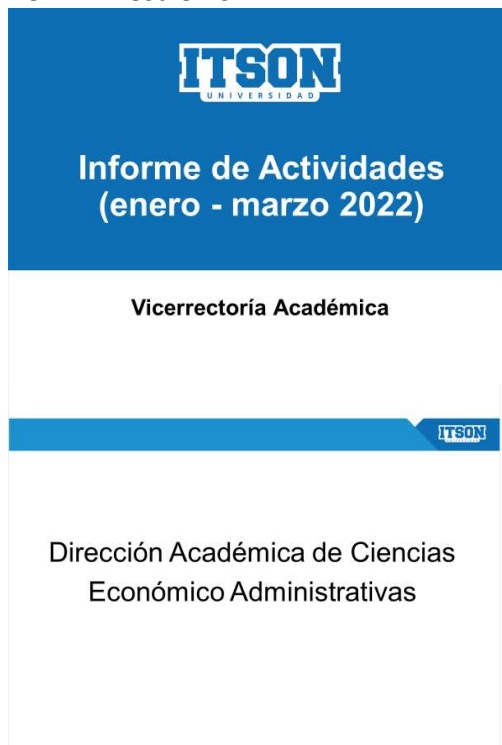 ITSON
UNIVERSIDAD
Informe de Actividades
(enero - marzo 2022)
Vicerrectoría Académica
ITSON
Dirección Académica de Ciencias
Económico Administrativas